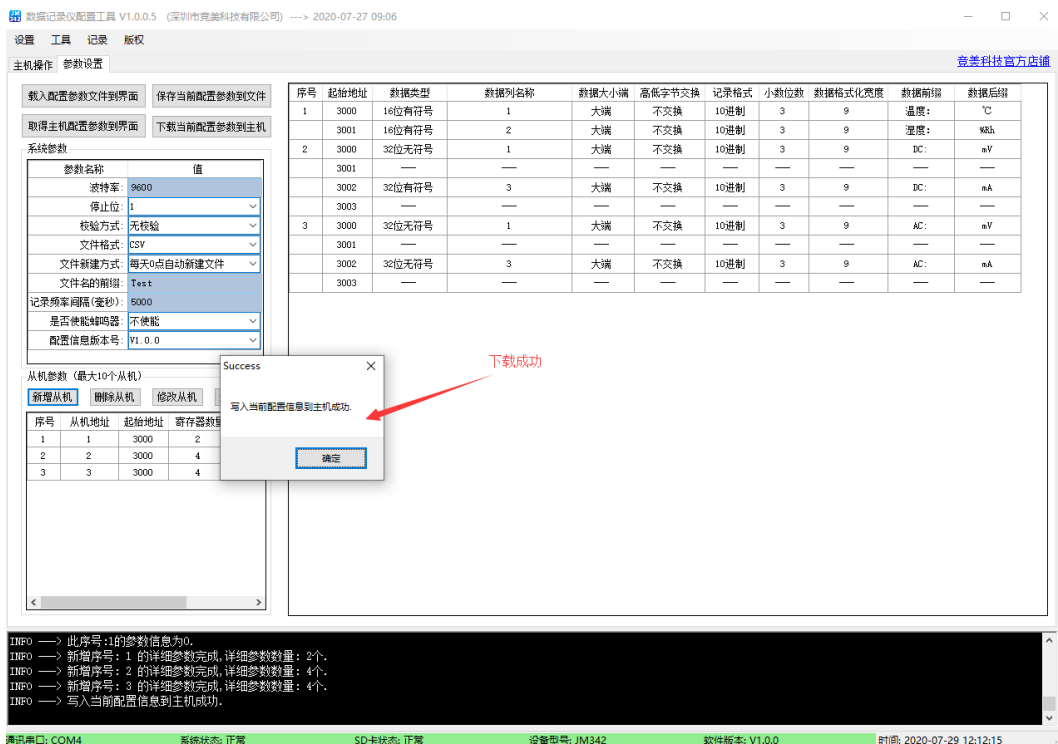 数据记录仪配置工具 V1.0.0.5 (深圳市竞美科技有限公司) ---> 2020-07-27 09:06
设置 工具 记录 版权
主机操作 参数设置 竞美科技官方店铺
载入配置参数文件到界面 保存当前配置参数到文件
取得主机配置参数到界面 下载当前配置参数到主机
系统参数
参数名称 值
波特率: 9600
停止位: 1
校验方式: 无校验
文件格式: CSV
文件新建方式: 每天0点自动新建文件
文件名的前缀: Test
记录频率间隔(毫秒): 5000
是否使能蜂鸣器: 不使能
配置信息版本号: V1.0.0
从机参数 (最大10个从机)
新增从机 删除从机 修改从机
序号 从机地址 起始地址 寄存器数量
1 1 3000 2
2 2 3000 4
3 3 3000 4
序号 起始地址 数据类型 数据列名称 数据大小端 高低字节交换 记录格式 小数位数 数据格式化宽度 数据前缀 数据后缀
1 3000 16位有符号 1 大端 不交换 10进制 3 9 温度: ℃
3001 16位有符号 2 大端 不交换 10进制 3 9 湿度: %Rh
2 3000 32位无符号 1 大端 不交换 10进制 3 9 DC: mV
3001 —— —— —— —— —— —— —— —— ——
3002 32位有符号 3 大端 不交换 10进制 3 9 DC: mA
3003 —— —— —— —— —— —— —— —— ——
3 3000 32位无符号 1 大端 不交换 10进制 3 9 AC: mV
3001 —— —— —— —— —— —— —— —— ——
3002 32位无符号 3 大端 不交换 10进制 3 9 AC: mA
3003 —— —— —— —— —— —— —— —— ——
下载成功
Success
写入当前配置信息到主机成功.
确定
INFO ——> 此序号:1的参数信息为0.
INFO ——> 新增序号: 1 的详细参数完成,详细参数数量: 2个.
INFO ——> 新增序号: 2 的详细参数完成,详细参数数量: 4个.
INFO ——> 新增序号: 3 的详细参数完成,详细参数数量: 4个.
INFO ——> 写入当前配置信息到主机成功.
通讯串口: COM4 系统状态: 正常 SD卡状态: 正常 设备型号: JM342 软件版本: V1.0.0 时间: 2020-07-29 12:12:15